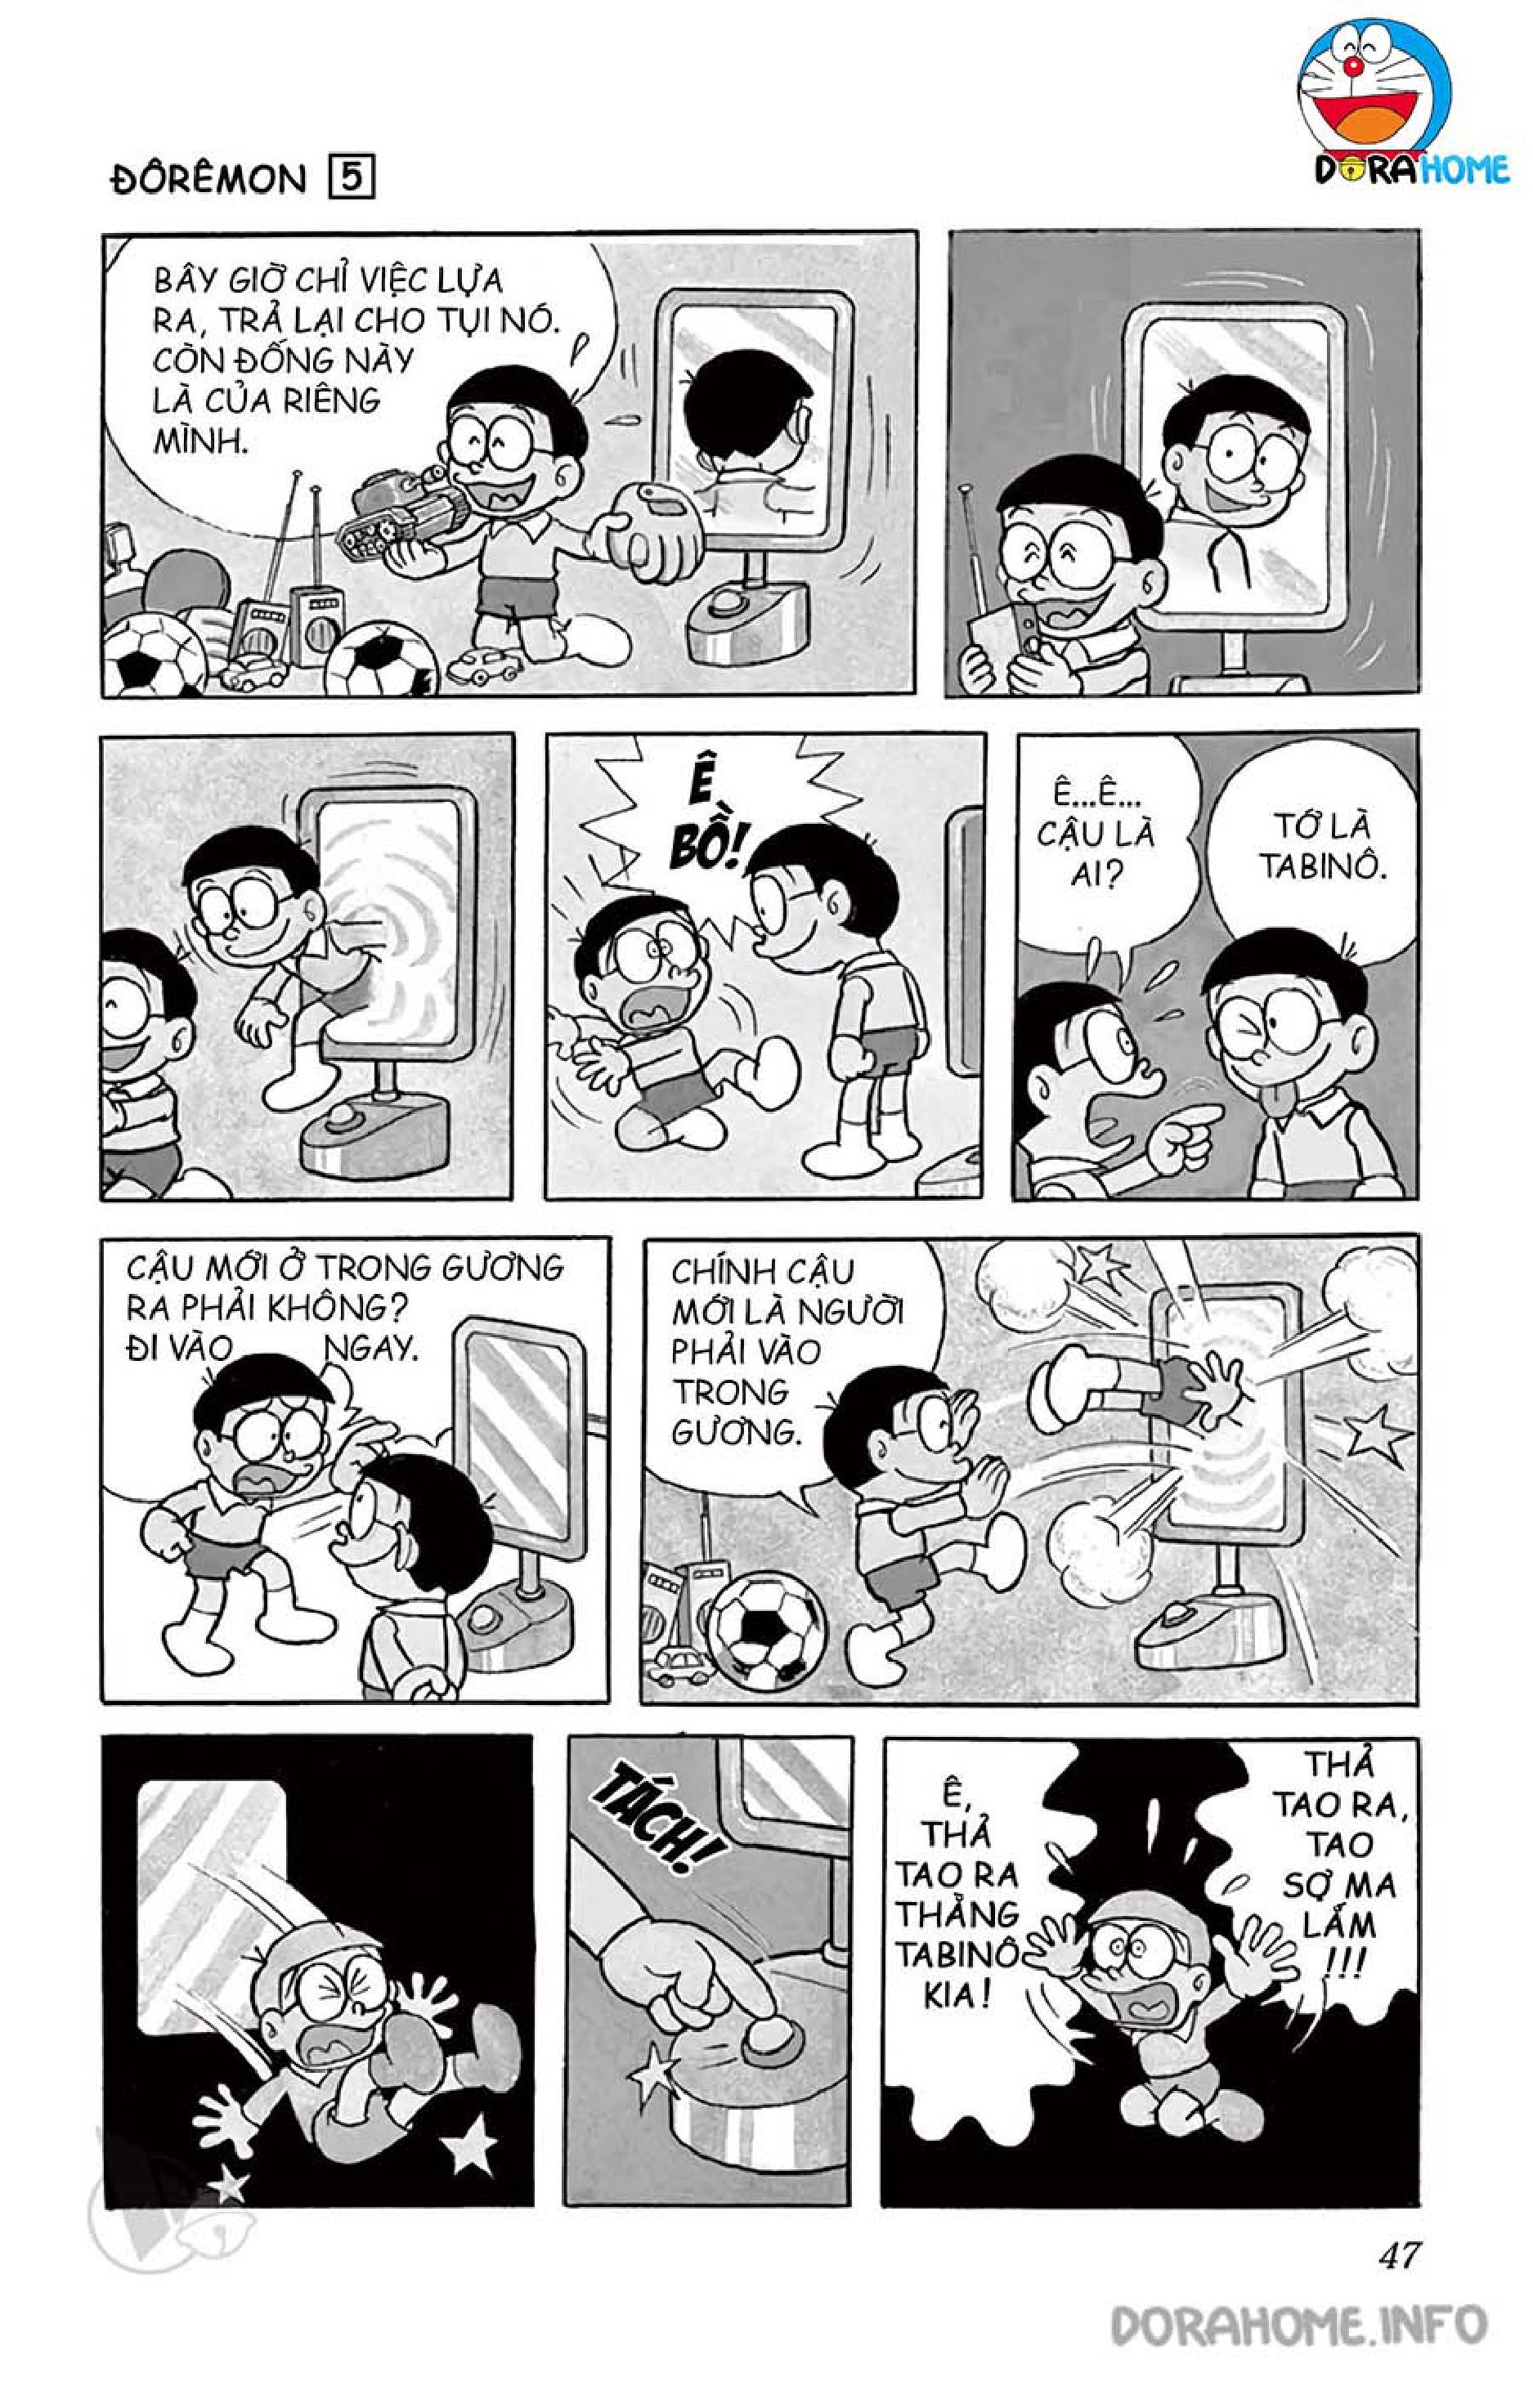 DORAHOME
ĐÔRÊMON 5
BÂY GIỜ CHỈ VIỆC LỰA
RA, TRẢ LẠI CHO TỤI NÓ.
CÒN ĐỐNG NÀY
LÀ CỦA RIÊNG
MÌNH.
Ê
BỒ!
Ê...Ê...
CẬU LÀ
AI?
TỚ LÀ
TABINÔ.
CẬU MỚI Ở TRONG GƯƠNG
RA PHẢI KHÔNG?
ĐI VÀO NGAY.
CHÍNH CẬU
MỚI LÀ NGƯỜI
PHẢI VÀO
TRONG
GƯƠNG.
TÁCH!
Ê,
THẢ
TAO RA
THẰNG
TABINÔ
KIA!
THẢ
TAO RA,
TAO
SỢ MA
LẮM
!!!
47
DORAHOME.INFO